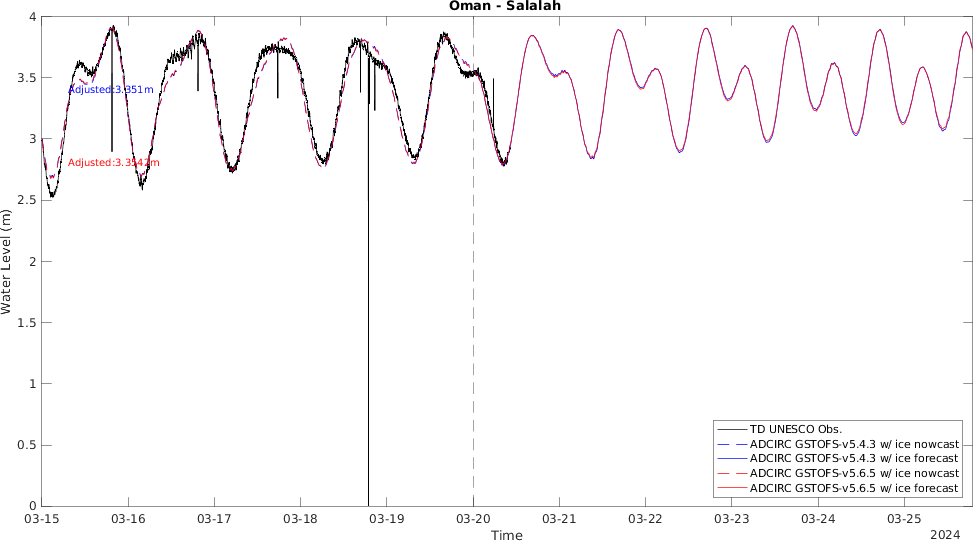 Oman - Salalah
4
3.5
3
2.5
2
1.5
1
0.5
0
Water Level (m)
Adjusted:3.351m
Adjusted:3.3542m
TD UNESCO Obs.
ADCIRC GSTOFS-v5.4.3 w/ ice nowcast
ADCIRC GSTOFS-v5.4.3 w/ ice forecast
ADCIRC GSTOFS-v5.6.5 w/ ice nowcast
ADCIRC GSTOFS-v5.6.5 w/ ice forecast
03-15 03-16 03-17 03-18 03-19 03-20 03-21 03-22 03-23 03-24 03-25
Time
2024